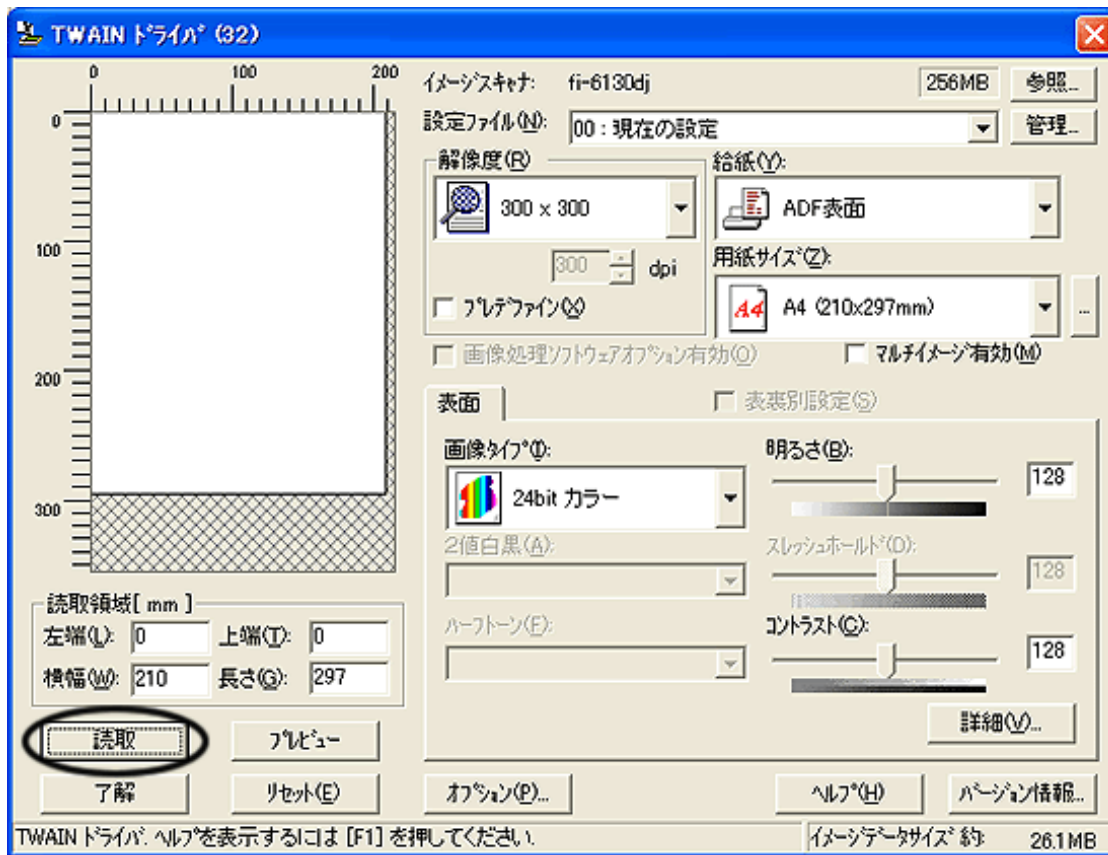 TWAIN ドライバ (32)
0 100 200
イメージスキャナ: fi-6130dj 256MB 参照...
設定ファイル(N): 00 : 現在の設定 管理...
0
解像度(R) 給紙(Y):
300 x 300 ADF表面
100
300 dpi
用紙サイズ(Z):
プレデファイン(X) A4 A4 (210x297mm) ...
画像処理ソフトウェアオプション有効(O) マルチイメージ有効(M)
200
表面 表裏別設定(S)
画像タイプ(I): 明るさ(B):
24bit カラー 128
300
2値白黒(A): スレッシュホールド(D):
128
読取領域[ mm ]
左端(L): 0 上端(T): 0
ハーフトーン(F): コントラスト(C):
横幅(W): 210 長さ(G): 297 128
読取 プレビュー 詳細(V)...
了解 リセット(E) オプション(P)... ヘルプ(H) バージョン情報...
TWAIN ドライバ. ヘルプを表示するには [F1] を押してください. イメージデータサイズ 約: 26.1MB